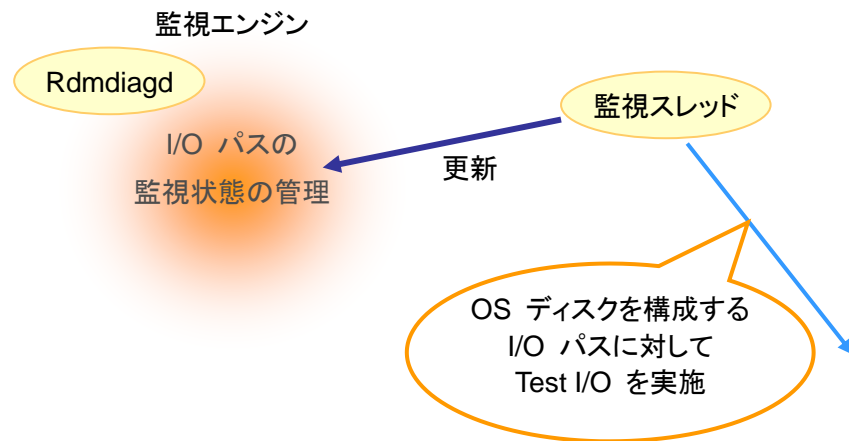 監視エンジン
Rdmdiagd
I/O パスの
監視状態の管理
監視スレッド
更新
OS ディスクを構成する
I/O パスに対して
Test I/O を実施